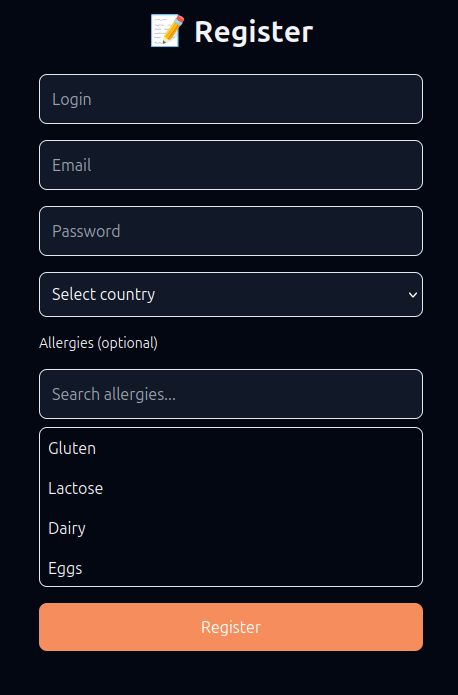 📝 Register
Login
Email
Password
Select country
Allergies (optional)
Search allergies...
Gluten
Lactose
Dairy
Eggs
Register